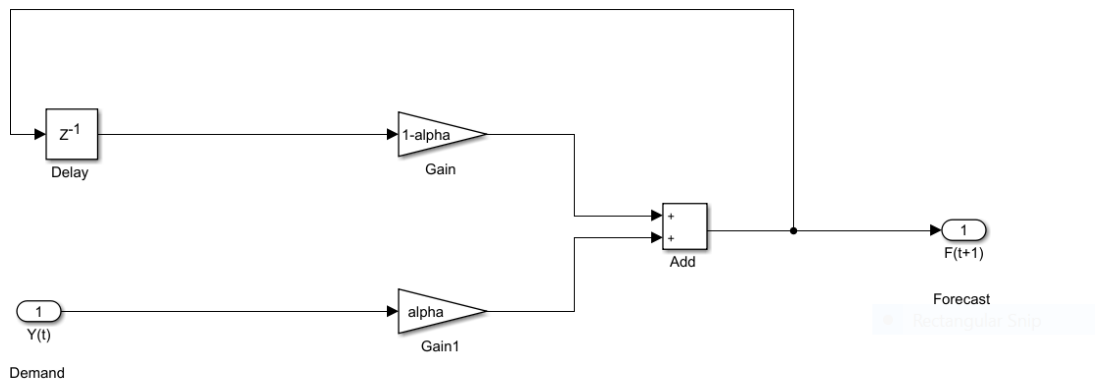 Z-1
Delay
1-alpha
Gain
+
+
Add
1
F(t+1)
Forecast
Rectangular Snip
1
Y(t)
Demand
alpha
Gain1